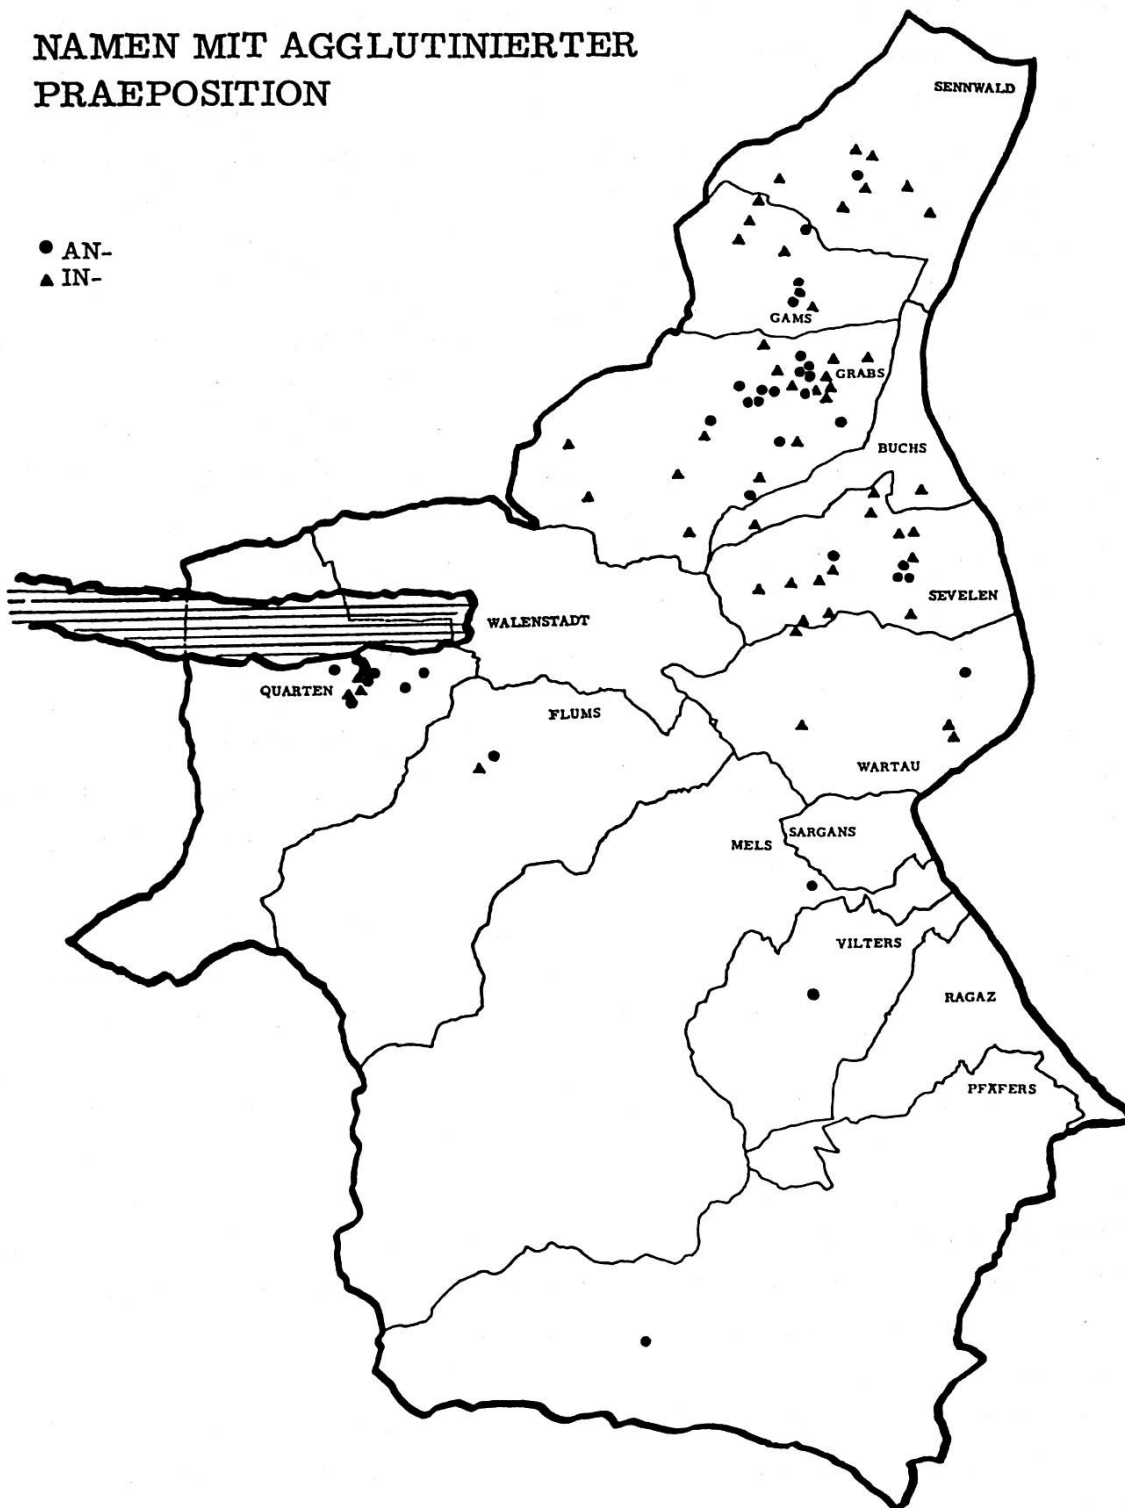 NAMEN MIT AGGLUTINIERTER
PRAEPOSITION
AN-
IN-
SENNWALD
GAMS
GRABS
BUCHS
SEVELEN
WALENSTADT
QUARTEN
FLUMS
WARTAU
MELS
SARGANS
VILTERS
RAGAZ
PFÄFERS